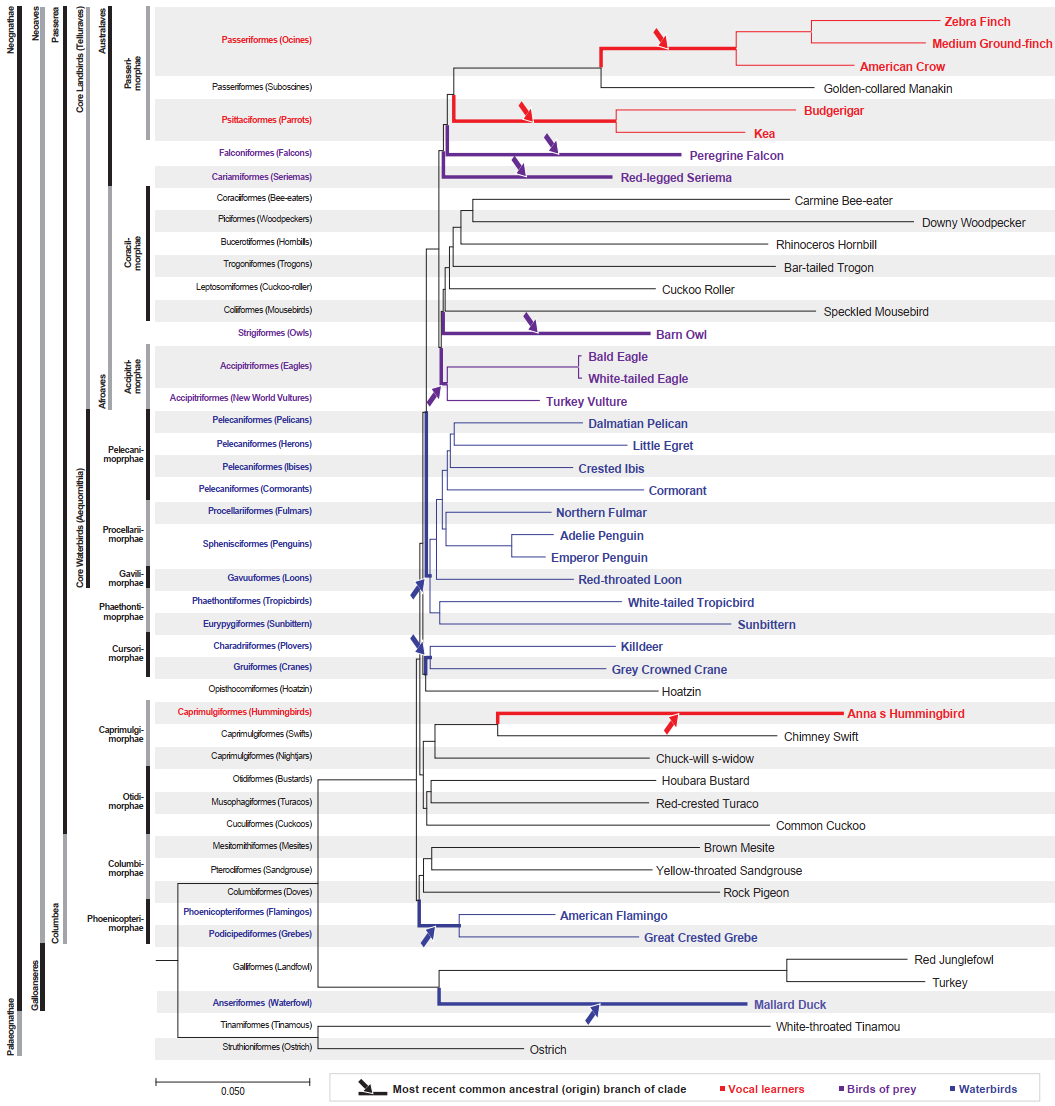 Neognathae
Neoaves
Passerea
Core Landbirds (Telluraves)
Australaves
Passeri-
morphae
Passeriformes (Ocines)
Zebra Finch
Medium Ground-finch
American Crow
Passeriformes (Suboscines)
Golden-collared Manakin
Psittaciformes (Parrots)
Budgerigar
Kea
Falconiformes (Falcons)
Peregrine Falcon
Cariamiformes (Seriemas)
Red-legged Seriema
Coracii-
morphae
Coraciiformes (Bee-eaters)
Carmine Bee-eater
Piciformes (Woodpeckers)
Downy Woodpecker
Bucerotiformes (Hornbills)
Rhinoceros Hornbill
Trogoniformes (Trogons)
Bar-tailed Trogon
Leptosomiformes (Cuckoo-roller)
Cuckoo Roller
Coliiformes (Mousebirds)
Speckled Mousebird
Strigiformes (Owls)
Barn Owl
Afroaves
Accipitri-
morphae
Accipitriformes (Eagles)
Bald Eagle
White-tailed Eagle
Accipitriformes (New World Vultures)
Turkey Vulture
Core Waterbirds (Aequornithia)
Pelecani-
moprphae
Pelecaniformes (Pelicans)
Dalmatian Pelican
Pelecaniformes (Herons)
Little Egret
Pelecaniformes (Ibises)
Crested Ibis
Pelecaniformes (Cormorants)
Cormorant
Procellarii-
morphae
Procellariiformes (Fulmars)
Northern Fulmar
Sphenisciformes (Penguins)
Adelie Penguin
Emperor Penguin
Gavili-
morphae
Gavuuformes (Loons)
Red-throated Loon
Phaethonti-
moprphae
Phaethontiformes (Tropicbirds)
White-tailed Tropicbird
Eurypygiformes (Sunbittern)
Sunbittern
Cursori-
morphae
Charadriiformes (Plovers)
Killdeer
Gruiformes (Cranes)
Grey Crowned Crane
Opisthocomiformes (Hoatzin)
Hoatzin
Caprimulgi-
morphae
Caprimulgiformes (Hummingbirds)
Anna s Hummingbird
Caprimulgiformes (Swifts)
Chimney Swift
Caprimulgiformes (Nightjars)
Chuck-will s-widow
Otidi-
morphae
Otidiformes (Bustards)
Houbara Bustard
Musophagiformes (Turacos)
Red-crested Turaco
Cuculiformes (Cuckoos)
Common Cuckoo
Columbea
Columbi-
morphae
Mesitornithiformes (Mesites)
Brown Mesite
Pterocliformes (Sandgrouse)
Yellow-throated Sandgrouse
Columbiformes (Doves)
Rock Pigeon
Phoenicopteri-
morphae
Phoenicopteriformes (Flamingos)
American Flamingo
Podicipediformes (Grebes)
Great Crested Grebe
Galloanseres
Galliformes (Landfowl)
Red Junglefowl
Turkey
Anseriformes (Waterfowl)
Mallard Duck
Palaeognathae
Tinamiformes (Tinamous)
White-throated Tinamou
Struthioniformes (Ostrich)
Ostrich
0.050
Most recent common ancestral (origin) branch of clade
Vocal learners
Birds of prey
Waterbirds